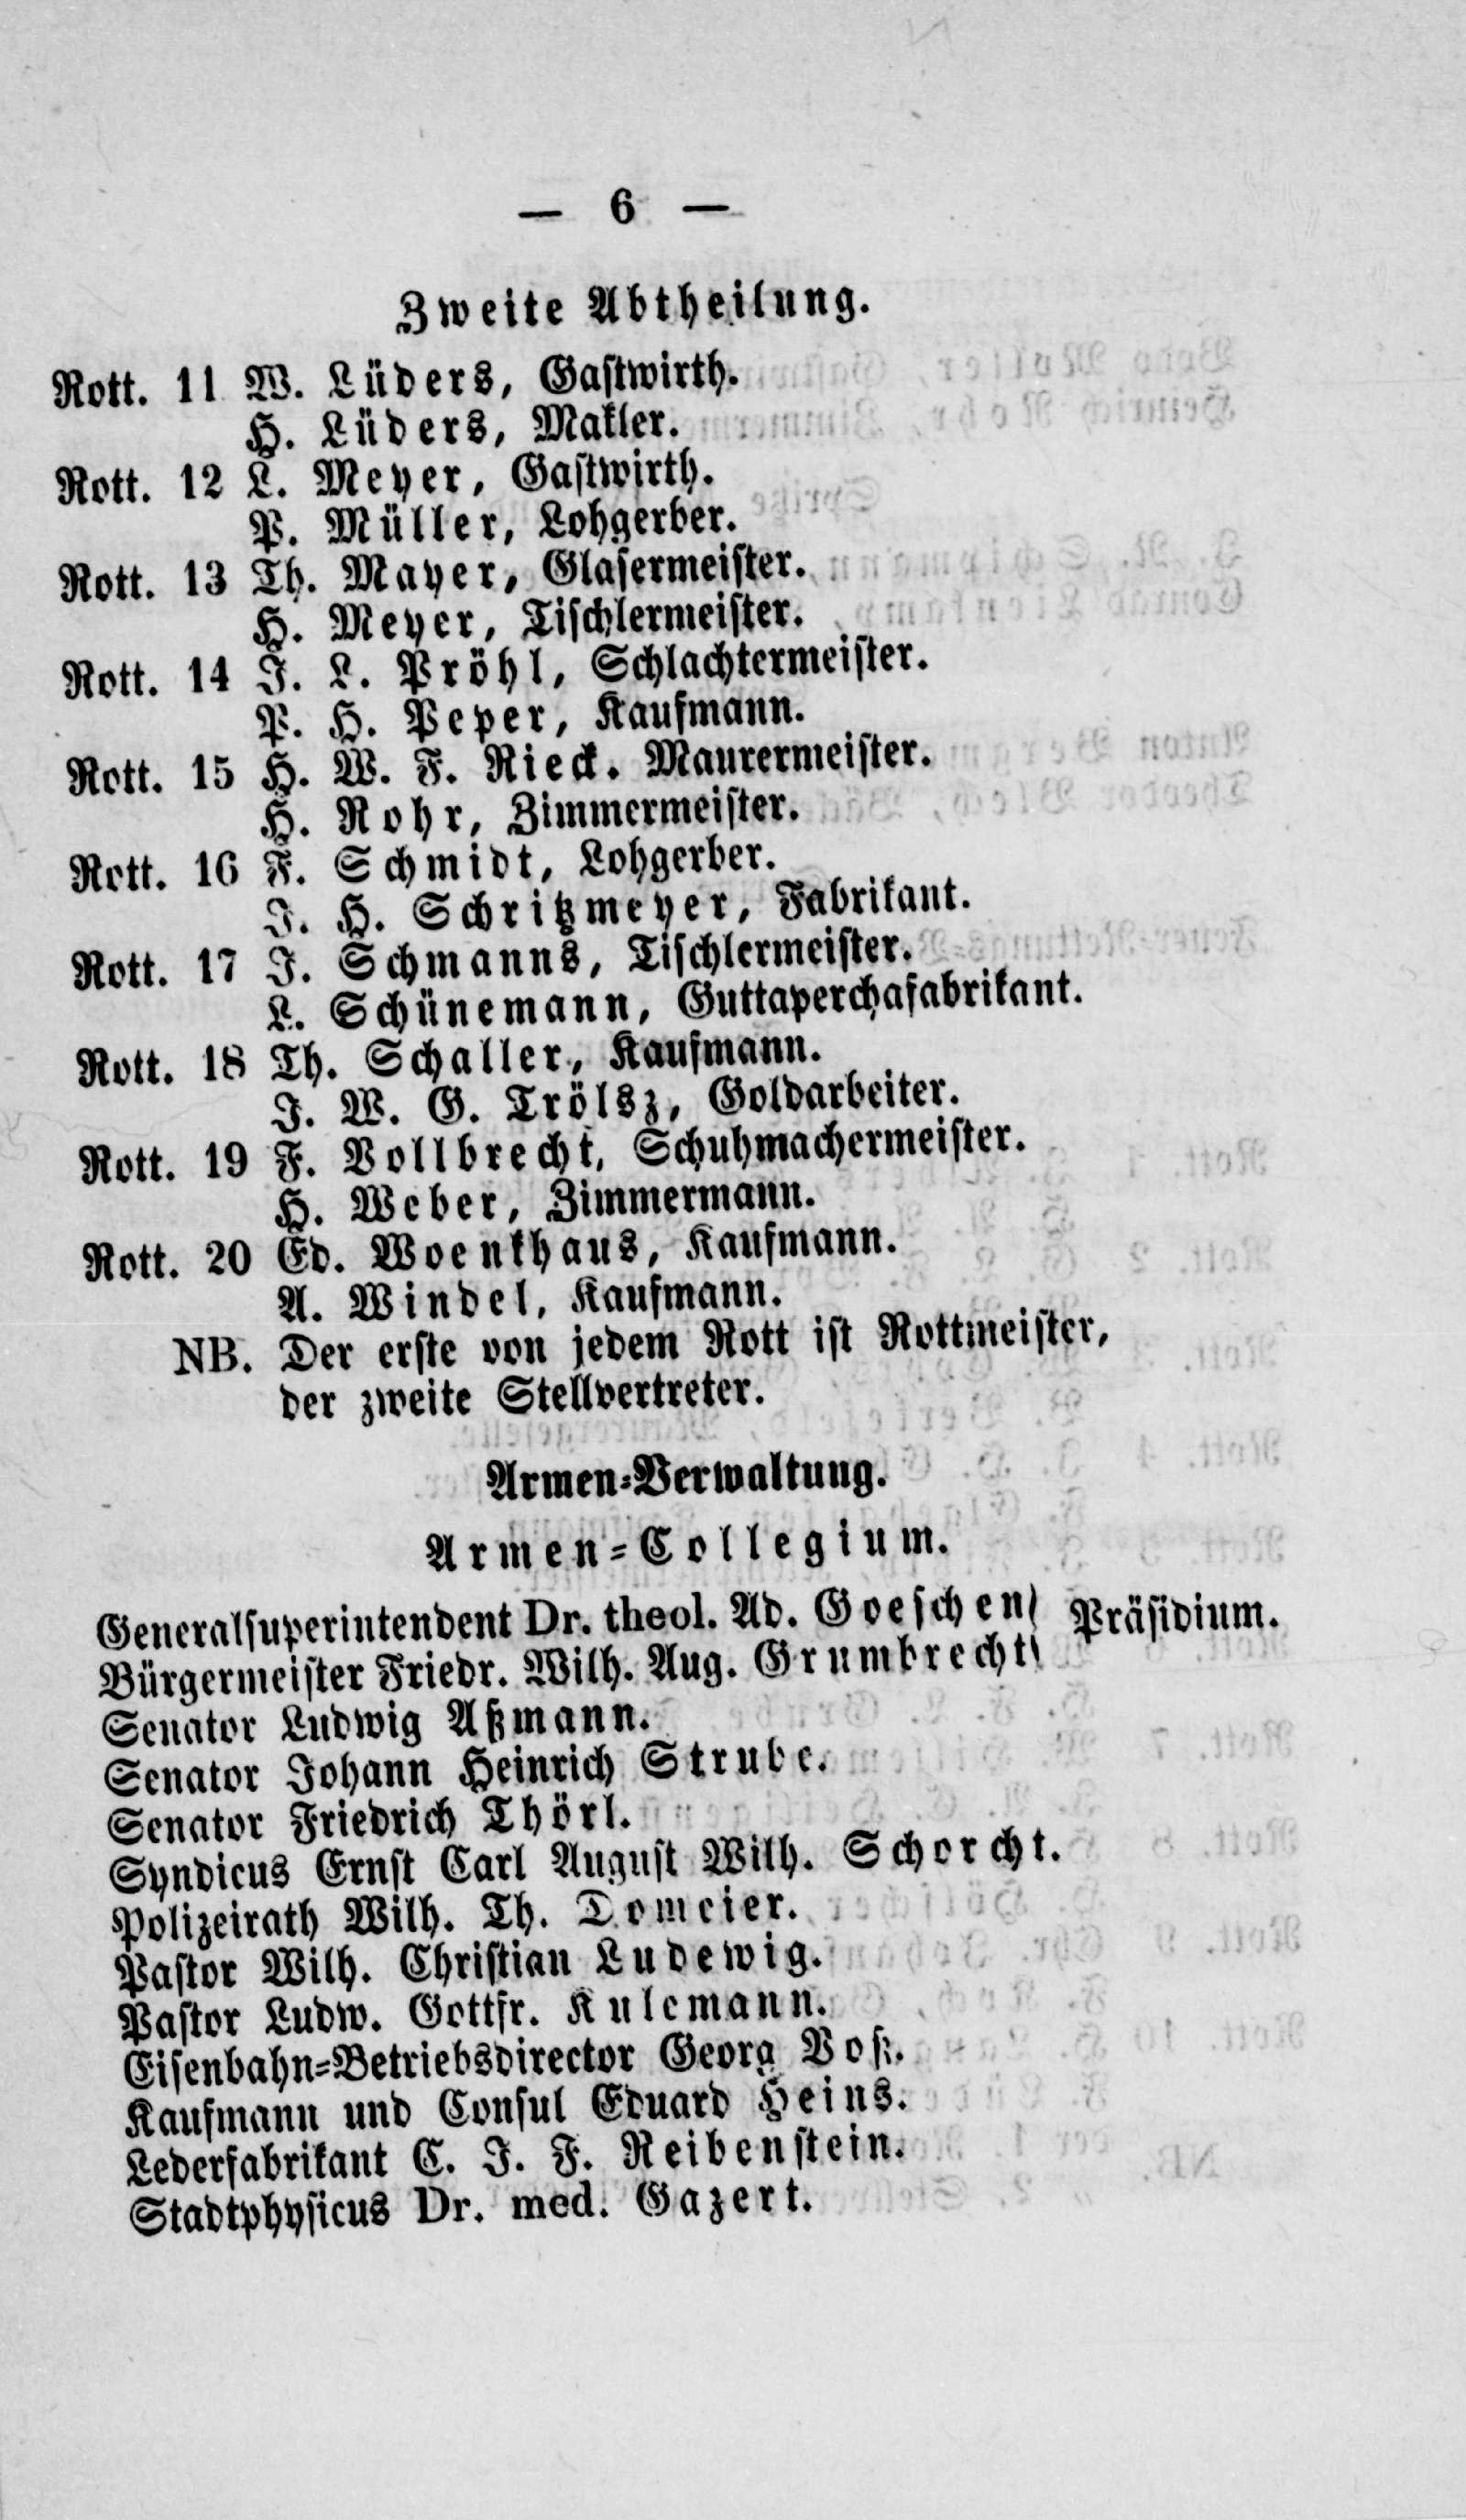 — 6 —
Zweite Abtheilung.
Rott. 11 W. Lüders, Gastwirth.
H. Lüders, Makler.
Rott. 12 L. Meyer, Gastwirth.
P. Müller, Lohgerber.
Rott. 13 Th. Mayer, Glasermeister.
H. Meyer, Tischlermeister.
Rott. 14 J. L. Pröhl, Schlachtermeister.
P. H. Peper, Kaufmann.
Rott. 15 H. W. F. Rieck. Maurermeister.
H. Rohr, Zimmermeister.
Rott. 16 F. Schmidt, Lohgerber.
J. H. Schritzmeyer, Fabrikant.
Rott. 17 J. Schmanns, Tischlermeister.
L. Schünemann, Guttaperchafabrikant.
Rott. 18 Th. Schaller, Kaufmann.
J. W. G. Trölsz, Goldarbeiter.
Rott. 19 F. Vollbrecht, Schuhmachermeister.
H. Weber, Zimmermann.
Rott. 20 Ed. Woenkhaus, Kaufmann.
A. Windel, Kaufmann.
NB. Der erste von jedem Rott ist Rottmeister,
der zweite Stellvertreter.
Armen-Verwaltung.
Armen-Collegium.
Generalsuperintendent Dr. theol. Ad. Goeschen } Präsidium.
Bürgermeister Friedr. Wilh. Aug. Grumbrecht }
Senator Ludwig Aßmann.
Senator Johann Heinrich Strube.
Senator Friedrich Thörl.
Syndicus Ernst Carl August Wilh. Schorcht.
Polizeirath Wilh. Th. Domeier.
Pastor Wilh. Christian Ludewig.
Pastor Ludw. Gottfr. Kulemann.
Eisenbahn-Betriebsdirector Georg Voß.
Kaufmann und Consul Eduard Heins.
Lederfabrikant C. J. F. Reibenstein.
Stadtphysicus Dr. med. Gazert.